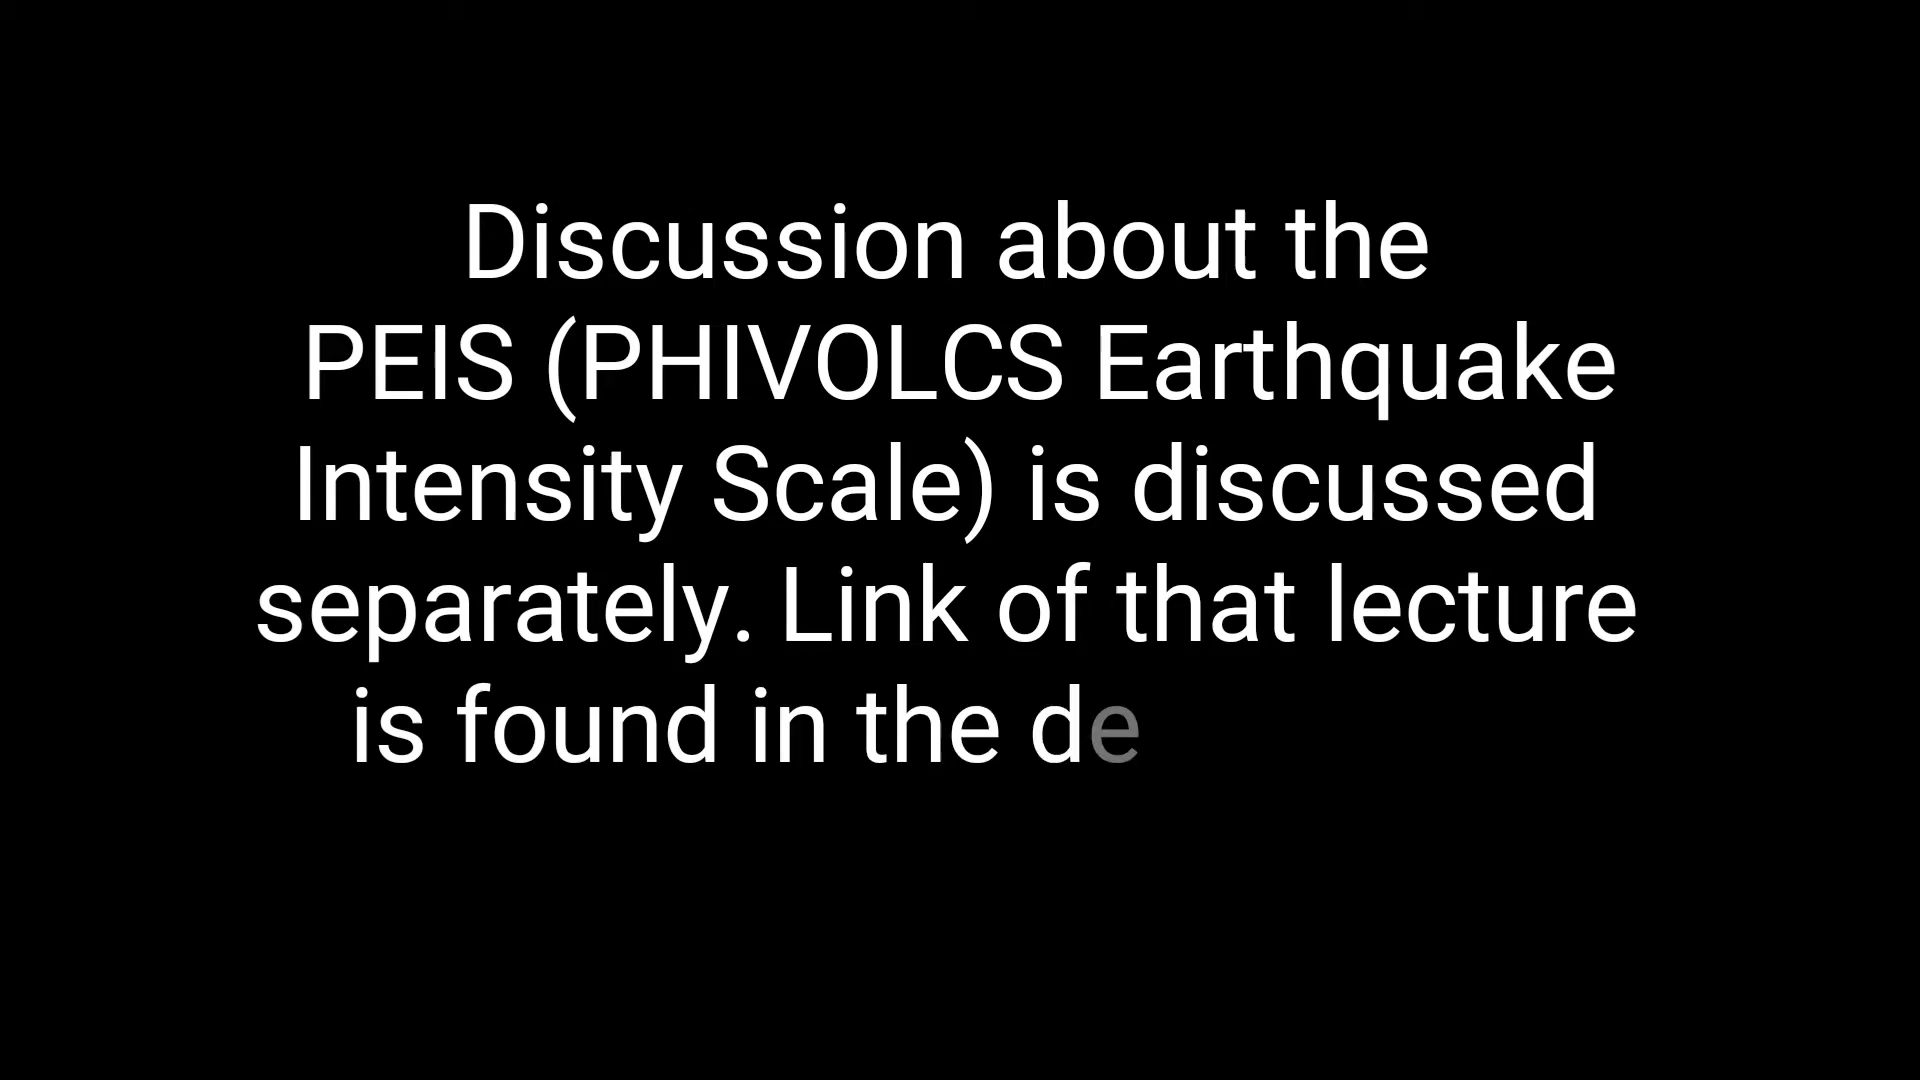 Discussion about the
PEIS (PHIVOLCS Earthquake
Intensity Scale) is discussed
separately. Link of that lecture
is found in the de